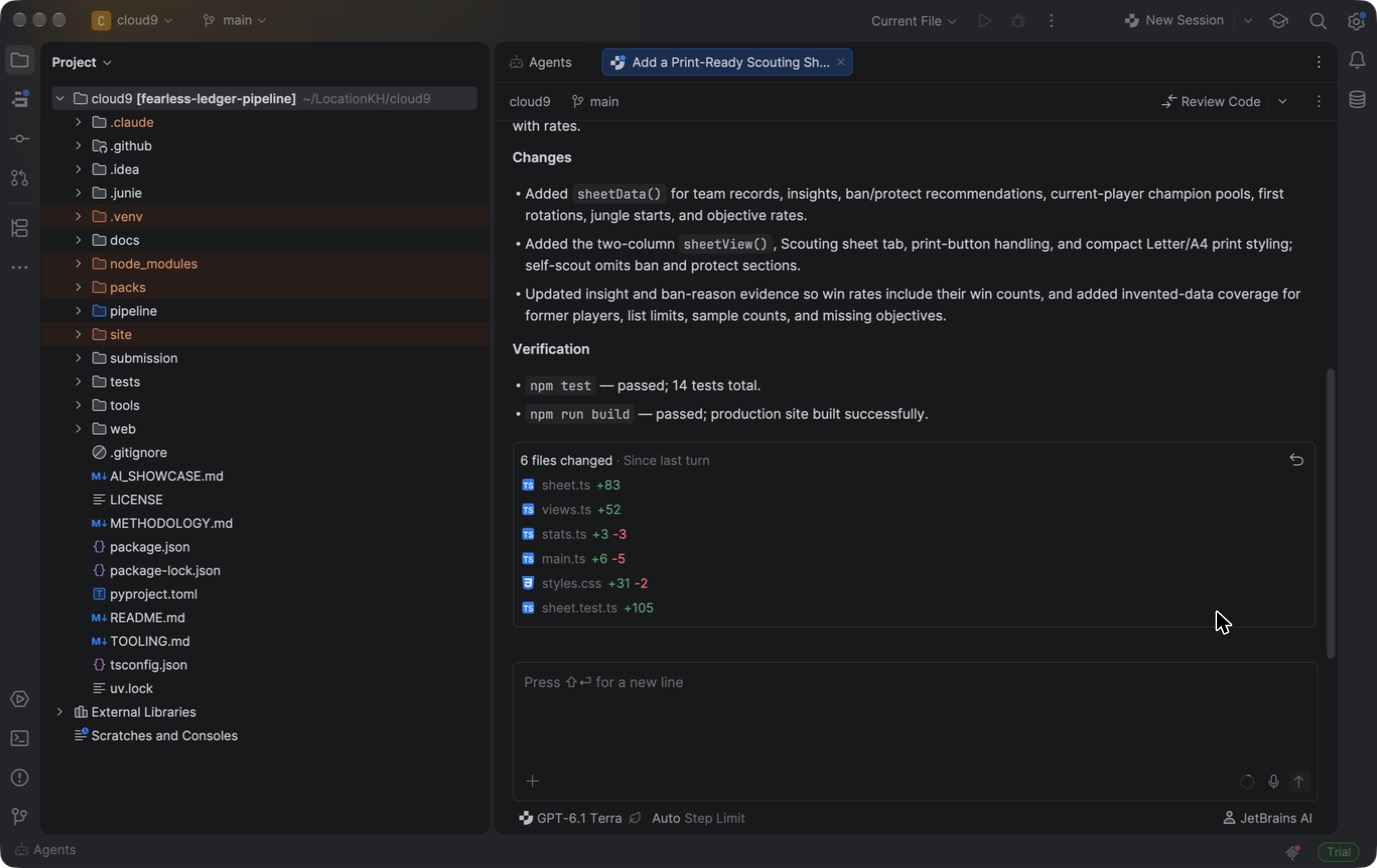 C cloud9 main Current File New Session
Project
cloud9 [fearless-ledger-pipeline] ~/LocationKH/cloud9
.claude
.github
.idea
.junie
.venv
docs
node_modules
packs
pipeline
site
submission
tests
tools
web
.gitignore
M↓ AI_SHOWCASE.md
LICENSE
M↓ METHODOLOGY.md
{} package.json
{} package-lock.json
T pyproject.toml
M↓ README.md
M↓ TOOLING.md
{} tsconfig.json
uv.lock
External Libraries
Scratches and Consoles
Agents Add a Print-Ready Scouting Sh... ×
cloud9 main Review Code
with rates.
Changes
• Added sheetData() for team records, insights, ban/protect recommendations, current-player champion pools, first
rotations, jungle starts, and objective rates.
• Added the two-column sheetView(), Scouting sheet tab, print-button handling, and compact Letter/A4 print styling;
self-scout omits ban and protect sections.
• Updated insight and ban-reason evidence so win rates include their win counts, and added invented-data coverage for
former players, list limits, sample counts, and missing objectives.
Verification
• npm test — passed; 14 tests total.
• npm run build — passed; production site built successfully.
6 files changed · Since last turn
TS sheet.ts +83
TS views.ts +52
TS stats.ts +3 -3
TS main.ts +6 -5
styles.css +31 -2
TS sheet.test.ts +105
Press ⇧⏎ for a new line
GPT-6.1 Terra Auto Step Limit JetBrains AI
Agents Trial